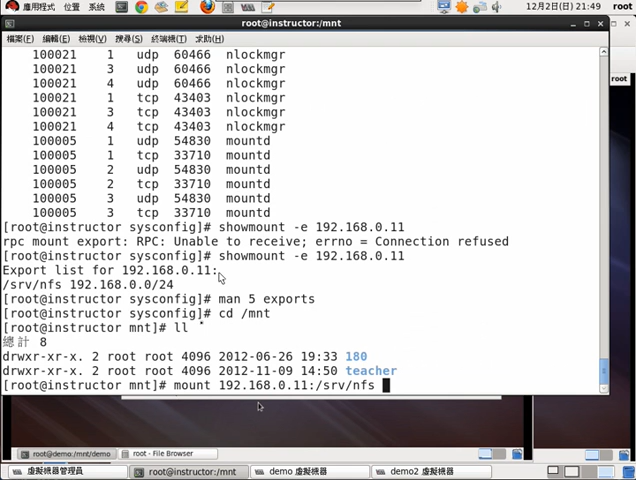 應用程式 位置 系統 12月2日(日) 21:49 root
root@instructor:/mnt
檔案(F) 編輯(E) 檢視(V) 搜尋(S) 終端機(T) 求助(H)
root
100021 1 udp 60466 nlockmgr
100021 3 udp 60466 nlockmgr
100021 4 udp 60466 nlockmgr
100021 1 tcp 43403 nlockmgr
100021 3 tcp 43403 nlockmgr
100021 4 tcp 43403 nlockmgr
100005 1 udp 54830 mountd
100005 1 tcp 33710 mountd
100005 2 udp 54830 mountd
100005 2 tcp 33710 mountd
100005 3 udp 54830 mountd
100005 3 tcp 33710 mountd
[root@instructor sysconfig]# showmount -e 192.168.0.11
rpc mount export: RPC: Unable to receive; errno = Connection refused
[root@instructor sysconfig]# showmount -e 192.168.0.11
Export list for 192.168.0.11:
/srv/nfs 192.168.0.0/24
[root@instructor sysconfig]# man 5 exports
[root@instructor sysconfig]# cd /mnt
[root@instructor mnt]# ll
總計 8
drwxr-xr-x. 2 root root 4096 2012-06-26 19:33 180
drwxr-xr-x. 2 root root 4096 2012-11-09 14:50 teacher
[root@instructor mnt]# mount 192.168.0.11:/srv/nfs
root@demo:/mnt/demo root - File Browser
虛擬機器管理員 root@instructor:/mnt demo 虛擬機器 demo2 虛擬機器